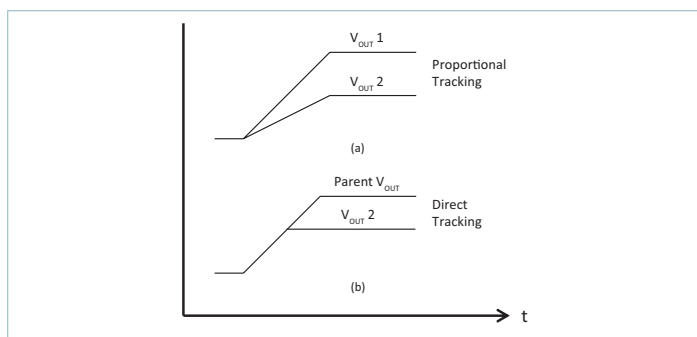 V_OUT 1
Proportional
Tracking
V_OUT 2
(a)
Parent V_OUT
Direct
Tracking
V_OUT 2
(b)
t